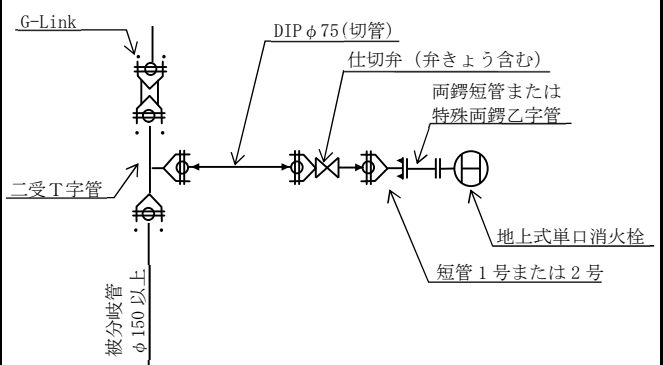 G-Link
DIPφ75(切管)
仕切弁（弁きょう含む）
両鍔短管または
特殊両鍔乙字管
二受T字管
地上式単口消火栓
短管1号または2号
被分岐管
φ150以上